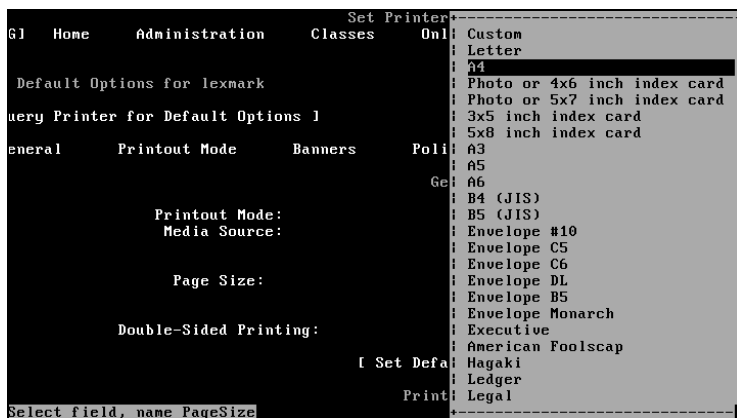 Set Printer
G]  Home  Administration  Classes  Onl
Default Options for lexmark
uery Printer for Default Options ]
eneral  Printout Mode  Banners  Poli
Ge
Printout Mode:
Media Source:
Page Size:
Double-Sided Printing:
[ Set Defa
Print
Select field, name PageSize
Custom
Letter
A4
Photo or 4x6 inch index card
Photo or 5x7 inch index card
3x5 inch index card
5x8 inch index card
A3
A5
A6
B4 (JIS)
B5 (JIS)
Envelope #10
Envelope C5
Envelope C6
Envelope DL
Envelope B5
Envelope Monarch
Executive
American Foolscap
Hagaki
Ledger
Legal